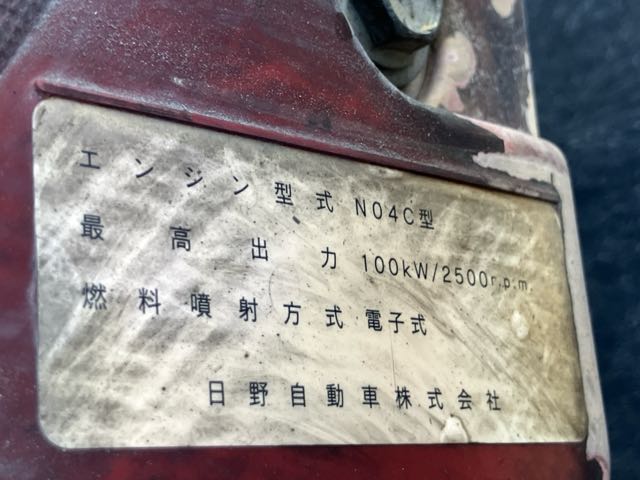 エンジン型式 N04C型
最高出力 100kW/2500r.p.m.
燃料噴射方式 電子式
日野自動車株式会社